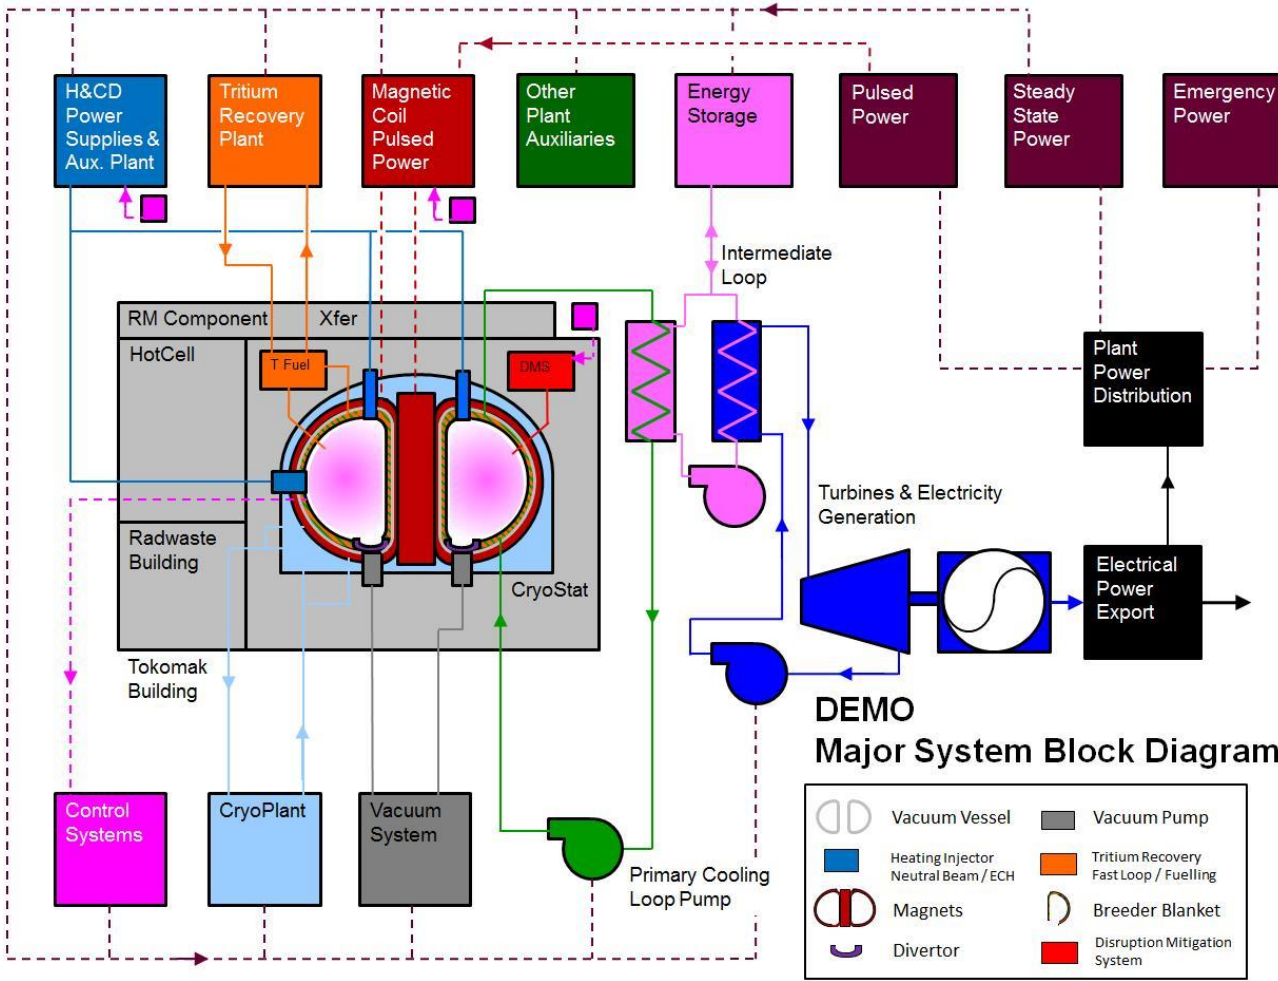 H&CD
Power
Supplies &
Aux. Plant
Tritium
Recovery
Plant
Magnetic
Coil
Pulsed
Power
Other
Plant
Auxiliaries
Energy
Storage
Pulsed
Power
Steady
State
Power
Emergency
Power
Intermediate
Loop
RM Component
Xfer
HotCell
T Fuel
DMS
Plant
Power
Distribution
Turbines & Electricity
Generation
Radwaste
Building
CryoStat
Electrical
Power
Export
Tokomak
Building
DEMO
Major System Block Diagram
Control
Systems
CryoPlant
Vacuum
System
Primary Cooling
Loop Pump
Vacuum Vessel
Vacuum Pump
Heating Injector
Neutral Beam / ECH
Tritium Recovery
Fast Loop / Fuelling
Magnets
Breeder Blanket
Divertor
Disruption Mitigation
System